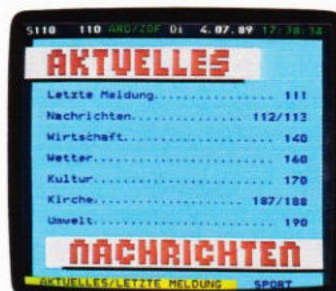 S110 110 ARD/ZDF Di 4.07.89 17:38:34
AKTUELLES
Letzte Meldung................ 111
Nachrichten.............. 112/113
Wirtschaft.................... 140
Wetter........................ 160
Kultur........................ 170
Kirche.................... 187/188
Umwelt........................ 190
NACHRICHTEN
AKTUELLES/LETZTE MELDUNG SPORT